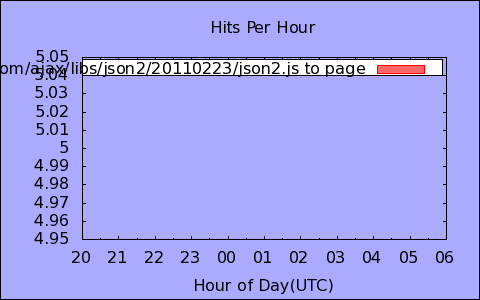 Hits Per Hour
5.05
om/ajax/libs/json2/20110223/json2.js to page
5.04
5.03
5.02
5.01
5
4.99
4.98
4.97
4.96
4.95
20 21 22 23 00 01 02 03 04 05 06
Hour of Day(UTC)